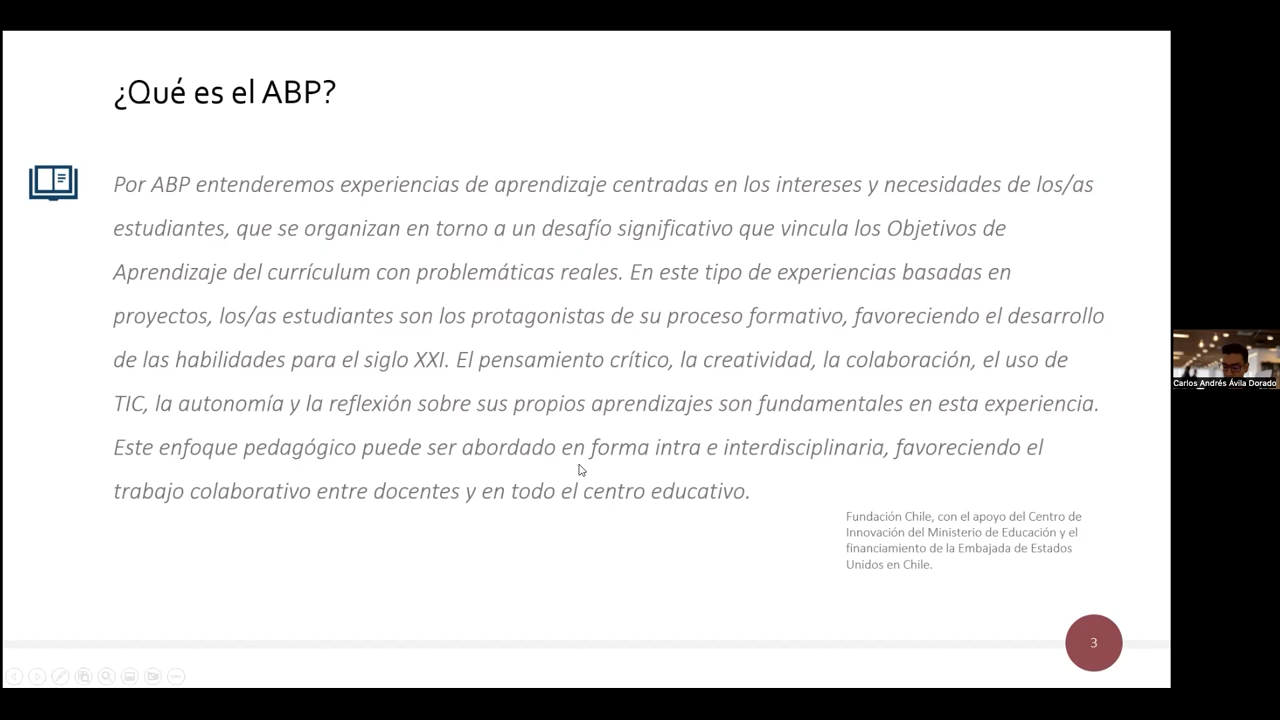 ¿Qué es el ABP?
Por ABP entenderemos experiencias de aprendizaje centradas en los intereses y necesidades de los/as
estudiantes, que se organizan en torno a un desafío significativo que vincula los Objetivos de
Aprendizaje del currículum con problemáticas reales. En este tipo de experiencias basadas en
proyectos, los/as estudiantes son los protagonistas de su proceso formativo, favoreciendo el desarrollo
de las habilidades para el siglo XXI. El pensamiento crítico, la creatividad, la colaboración, el uso de
TIC, la autonomía y la reflexión sobre sus propios aprendizajes son fundamentales en esta experiencia.
Este enfoque pedagógico puede ser abordado en forma intra e interdisciplinaria, favoreciendo el
trabajo colaborativo entre docentes y en todo el centro educativo.
Fundación Chile, con el apoyo del Centro de
Innovación del Ministerio de Educación y el
financiamiento de la Embajada de Estados
Unidos en Chile.
3
Carlos Andrés Ávila Dorado